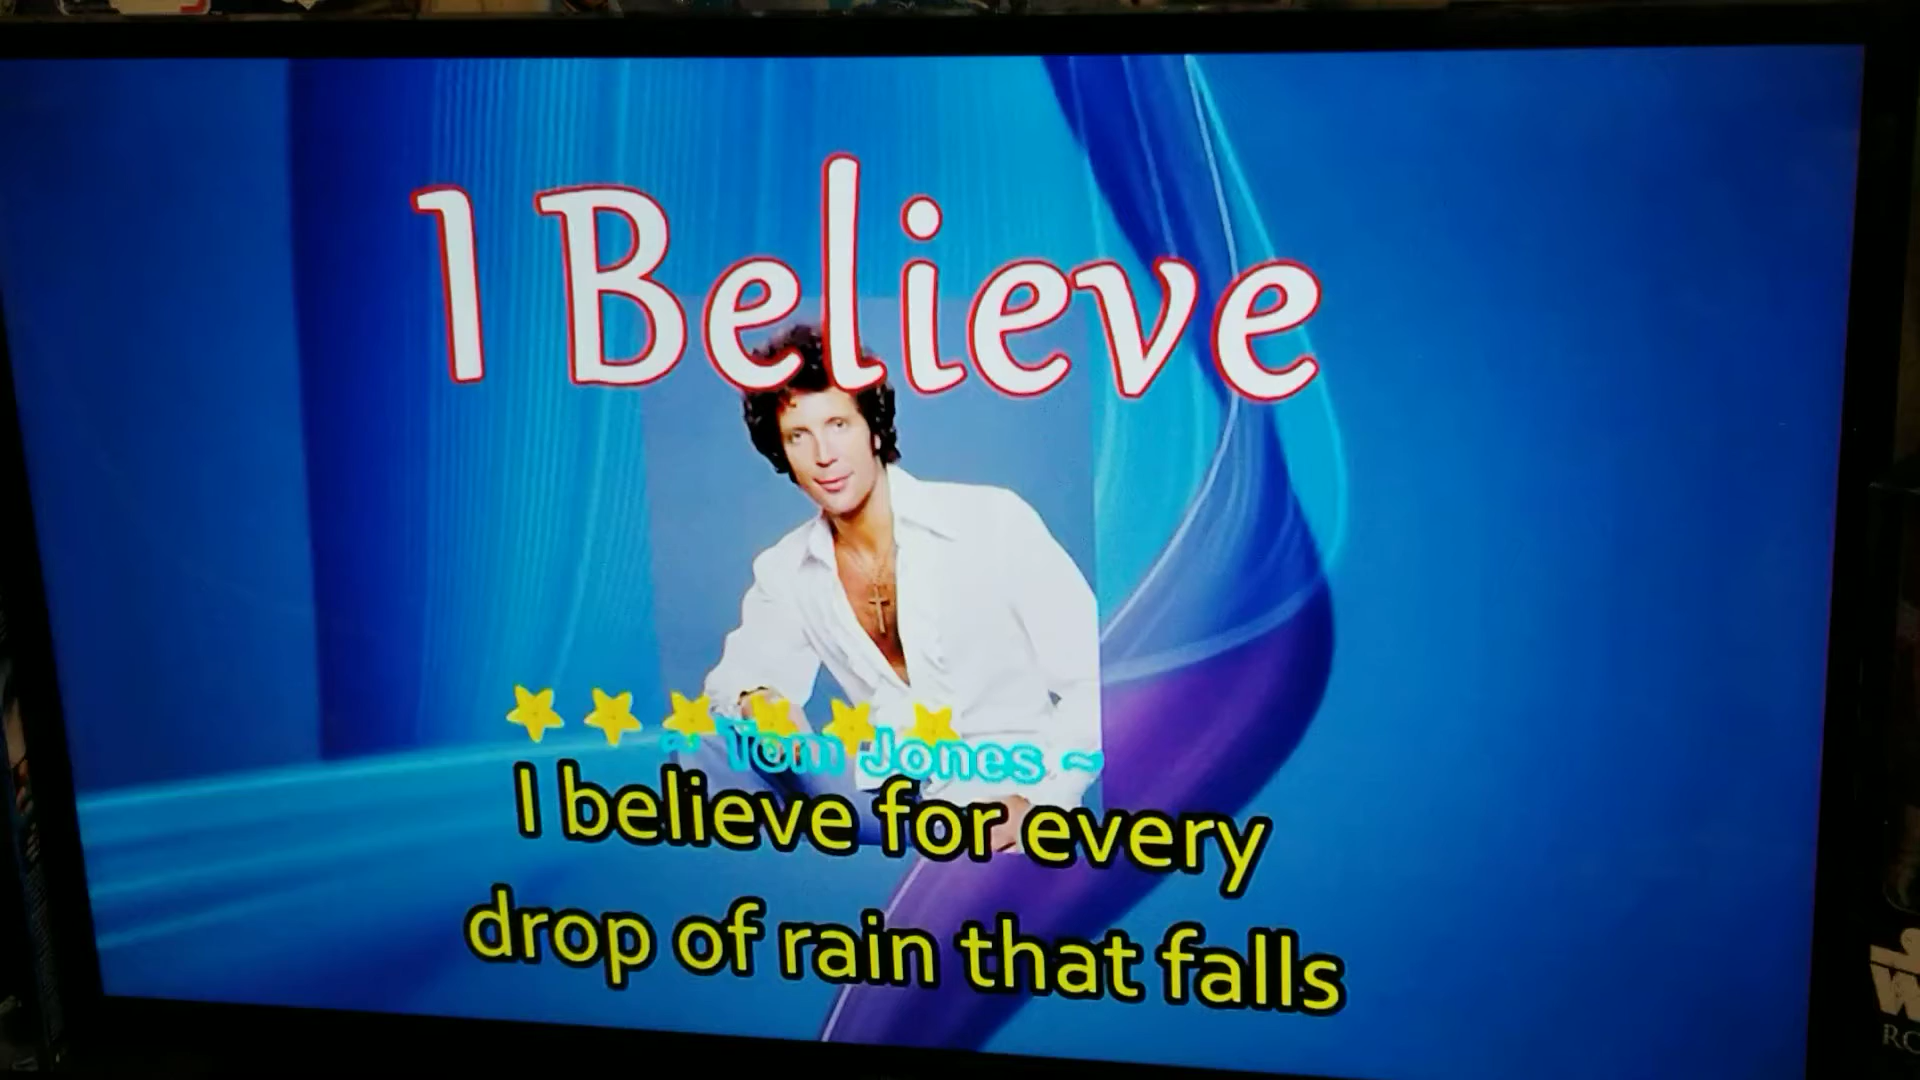 I Believe
~ Tom Jones ~
I believe for every
drop of rain that falls